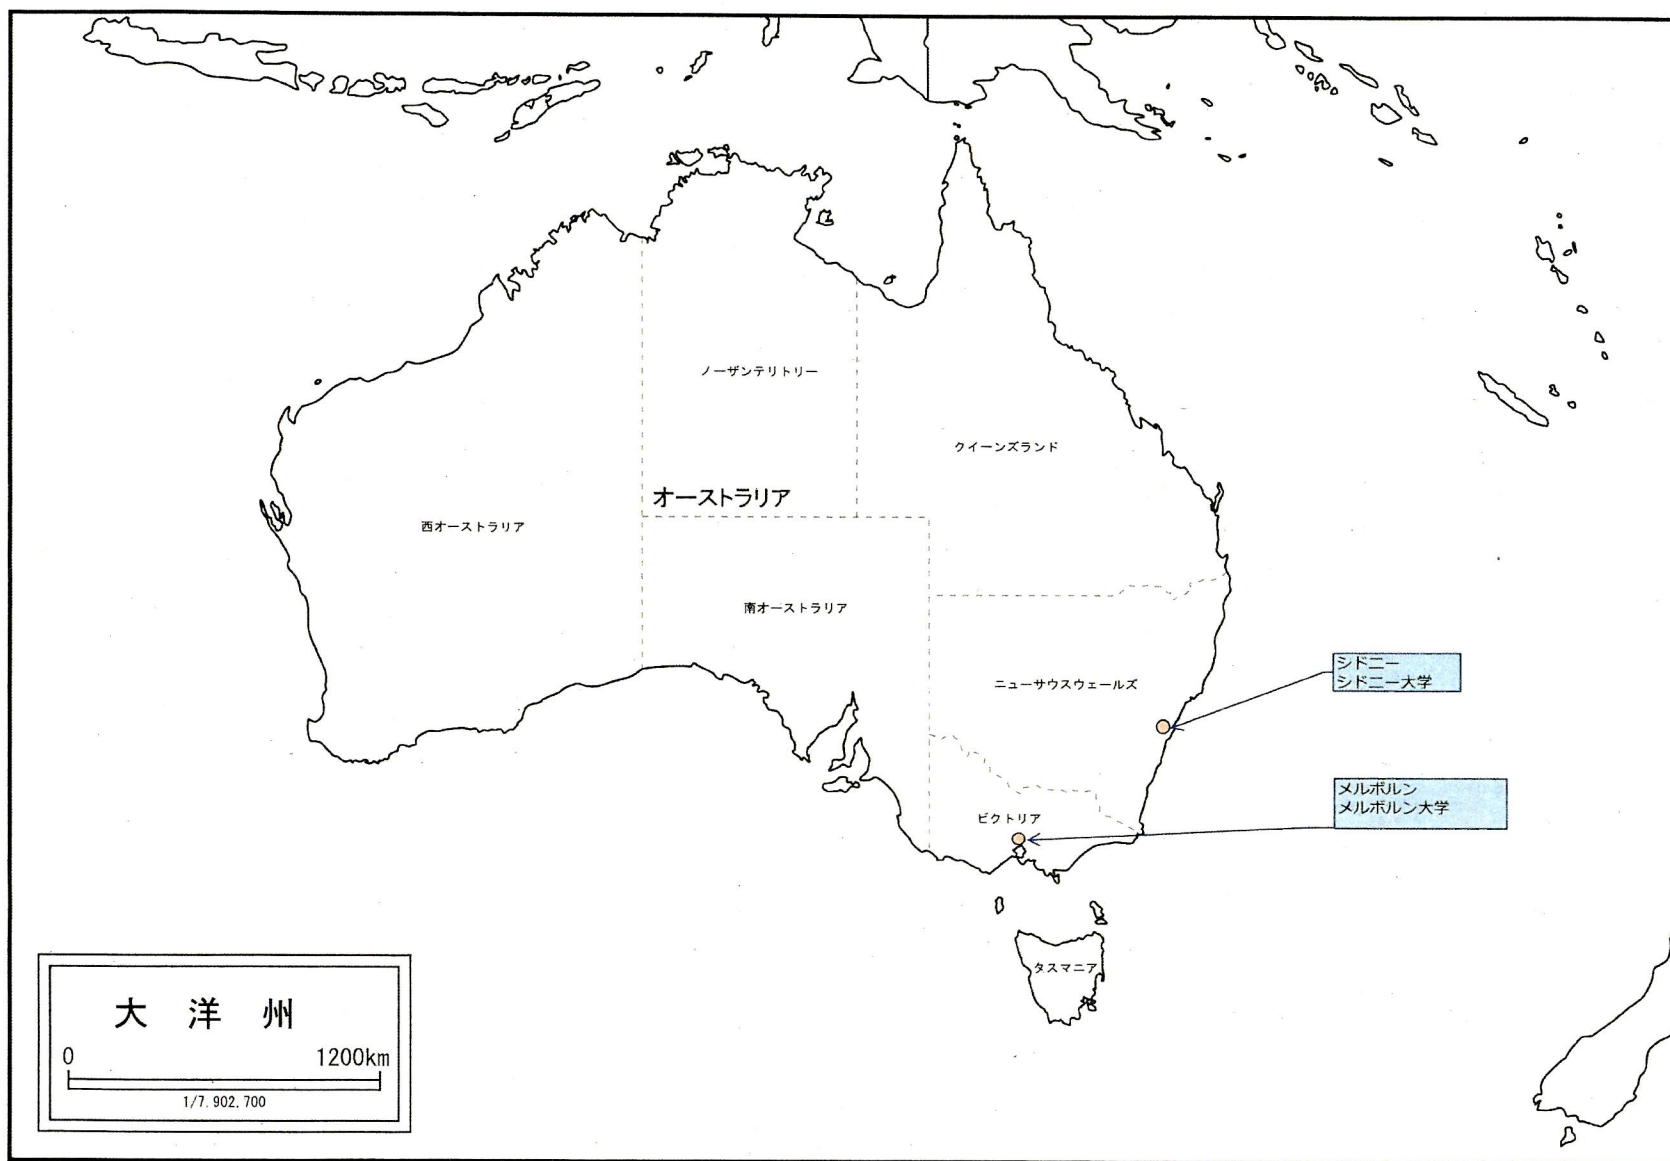 ノーザンテリトリー
クイーンズランド
オーストラリア
西オーストラリア
南オーストラリア
ニューサウスウェールズ
シドニー
シドニー大学
メルボルン
メルボルン大学
ビクトリア
タスマニア
大洋州
0 1200km
1/7.902.700